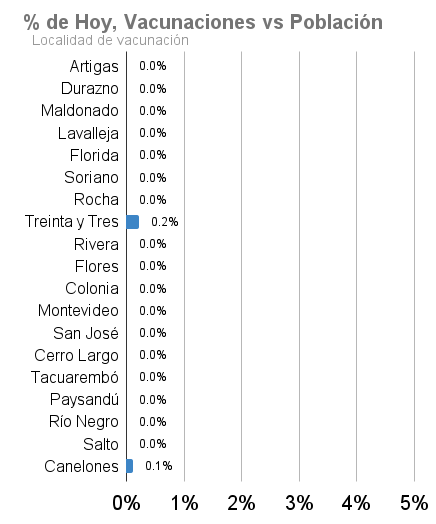 % de Hoy, Vacunaciones vs Población
Localidad de vacunación
Artigas 0.0%
Durazno 0.0%
Maldonado 0.0%
Lavalleja 0.0%
Florida 0.0%
Soriano 0.0%
Rocha 0.0%
Treinta y Tres 0.2%
Rivera 0.0%
Flores 0.0%
Colonia 0.0%
Montevideo 0.0%
San José 0.0%
Cerro Largo 0.0%
Tacuarembó 0.0%
Paysandú 0.0%
Río Negro 0.0%
Salto 0.0%
Canelones 0.1%
0% 1% 2% 3% 4% 5%